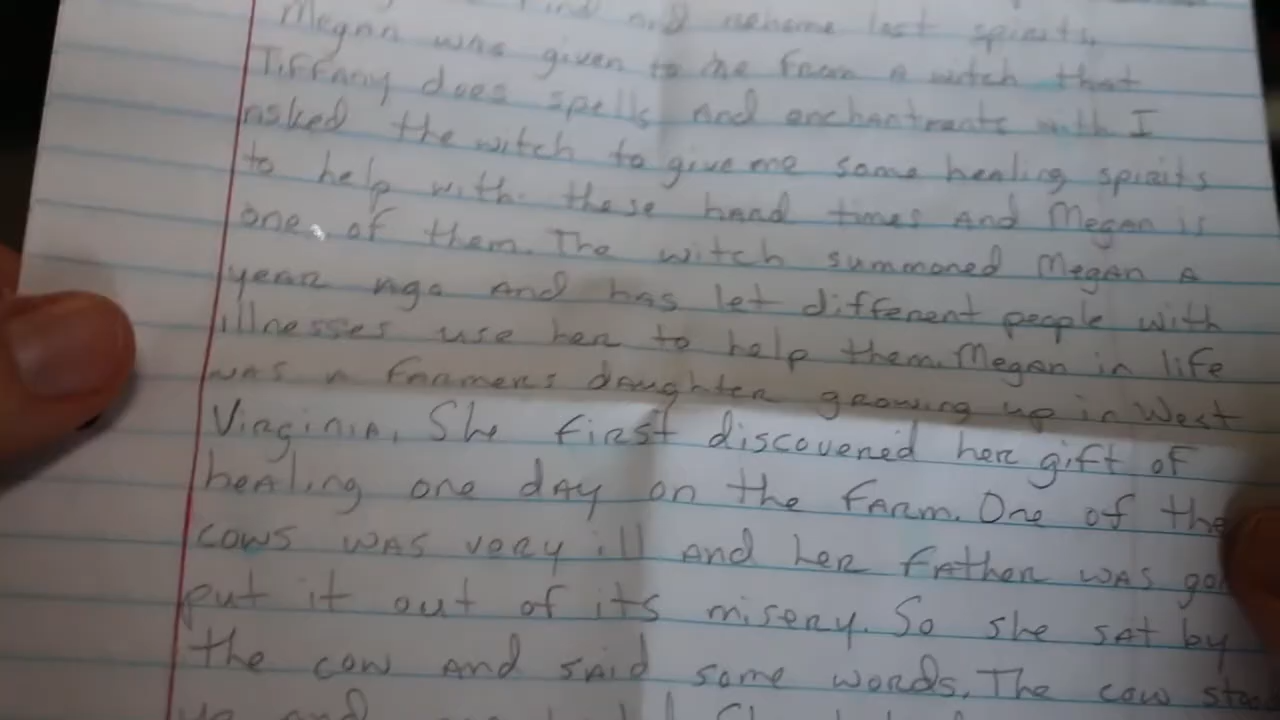 last spirits.
Megan was given to me from a witch that
Tiffany does spells And enchantments with I
asked the witch to give me some healing spirits
to help with these hard times And Megan is
one of them. The witch summoned Megan A
year ago And has let different people with
illnesses use her to help them. Megan in life
was a farmers daughter growing up in West
Virginia. She first discovered her gift of
healing one day on the farm. One of the
cows was very ill And her father was
put it out of its misery. So she sat by
the cow And said some words. The cow
up and